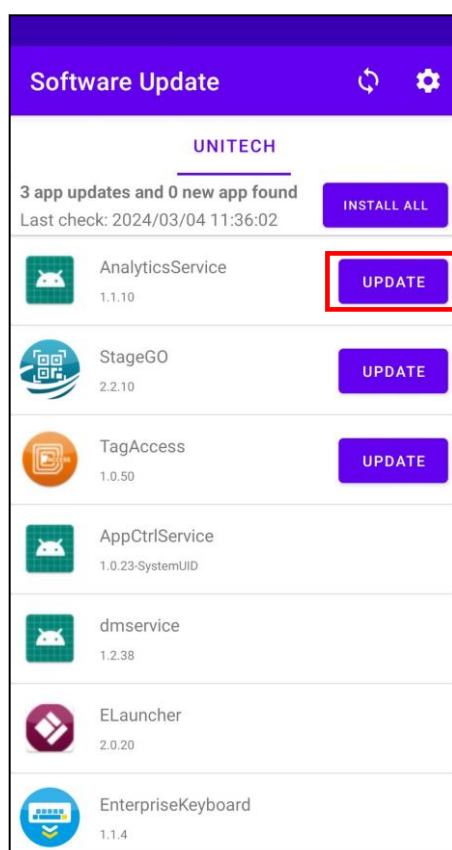 Software Update
UNITECH
3 app updates and 0 new app found
Last check: 2024/03/04 11:36:02
INSTALL ALL
AnalyticsService
1.1.10
UPDATE
StageGO
2.2.10
UPDATE
TagAccess
1.0.50
UPDATE
AppCtrlService
1.0.23-SystemUID
dmservice
1.2.38
ELauncher
2.0.20
EnterpriseKeyboard
1.1.4